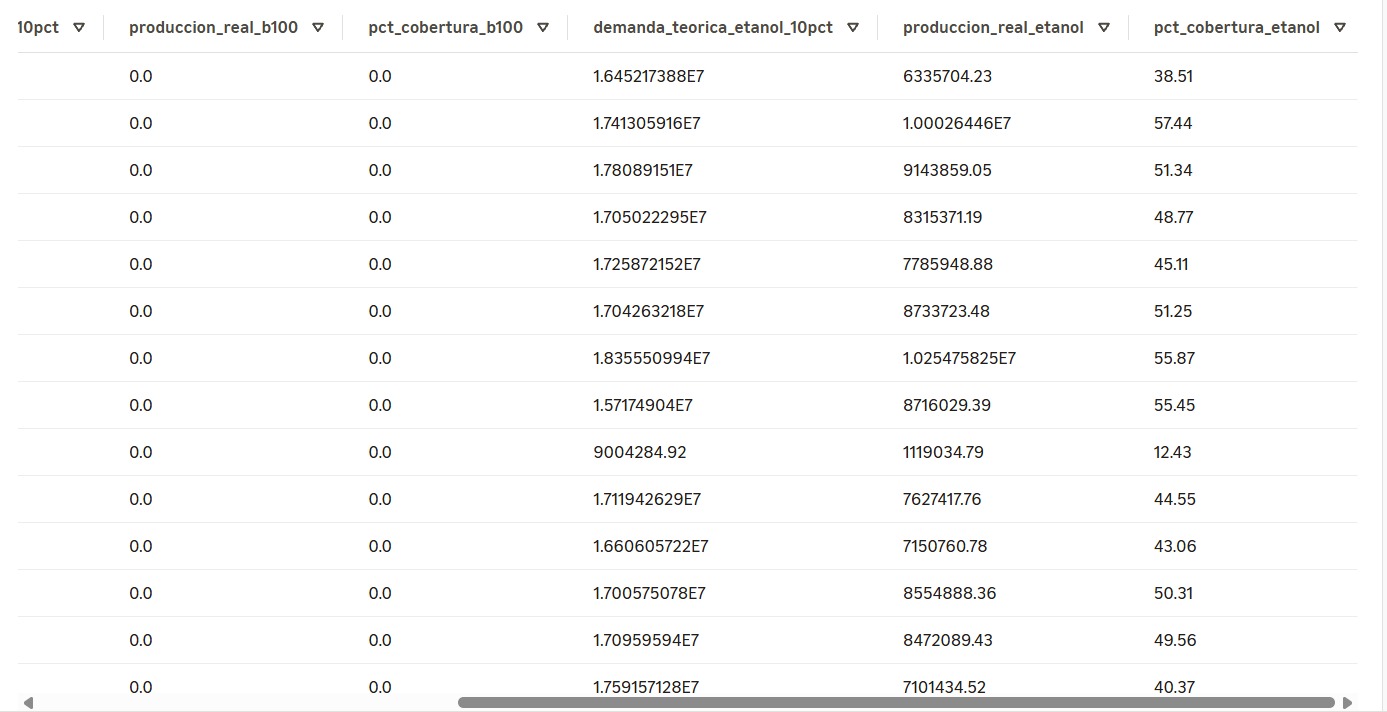 10pct produccion_real_b100 pct_cobertura_b100 demanda_teorica_etanol_10pct produccion_real_etanol pct_cobertura_etanol
0.0 0.0 1.645217388E7 6335704.23 38.51
0.0 0.0 1.741305916E7 1.00026446E7 57.44
0.0 0.0 1.78089151E7 9143859.05 51.34
0.0 0.0 1.705022295E7 8315371.19 48.77
0.0 0.0 1.725872152E7 7785948.88 45.11
0.0 0.0 1.704263218E7 8733723.48 51.25
0.0 0.0 1.835550994E7 1.025475825E7 55.87
0.0 0.0 1.57174904E7 8716029.39 55.45
0.0 0.0 9004284.92 1119034.79 12.43
0.0 0.0 1.711942629E7 7627417.76 44.55
0.0 0.0 1.660605722E7 7150760.78 43.06
0.0 0.0 1.700575078E7 8554888.36 50.31
0.0 0.0 1.70959594E7 8472089.43 49.56
0.0 0.0 1.759157128E7 7101434.52 40.37